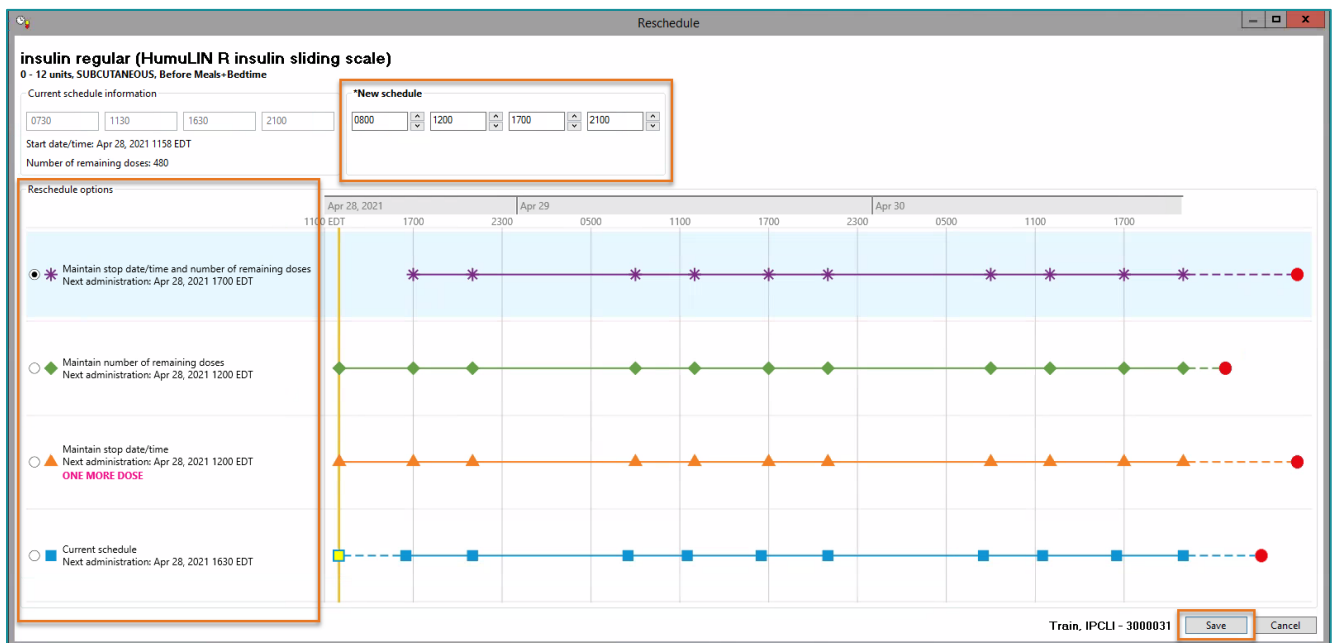 Reschedule
insulin regular (HumuLIN R insulin sliding scale)
0 - 12 units, SUBCUTANEOUS, Before Meals+Bedtime
Current schedule information
0730 1130 1630 2100
Start date/time: Apr 28, 2021 1158 EDT
Number of remaining doses: 480
*New schedule
0800 1200 1700 2100
Reschedule options
Apr 28, 2021 Apr 29 Apr 30
1100 EDT 1700 2300 0500 1100 1700 2300 0500 1100 1700
Maintain stop date/time and number of remaining doses
Next administration: Apr 28, 2021 1700 EDT
Maintain number of remaining doses
Next administration: Apr 28, 2021 1200 EDT
Maintain stop date/time
Next administration: Apr 28, 2021 1200 EDT
ONE MORE DOSE
Current schedule
Next administration: Apr 28, 2021 1630 EDT
Train, IPCLI - 3000031 Save Cancel